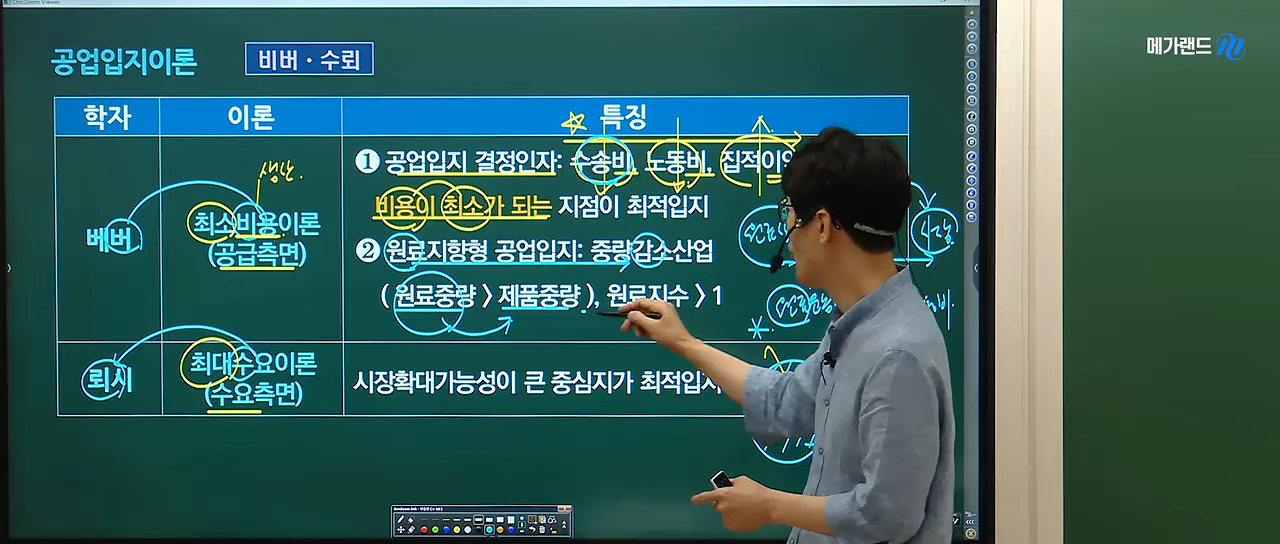 DocZoom Viewer
메가랜드
공업입지이론
비버 · 수뢰
학자
이론
특징
생산.
❶ 공업입지 결정인자: 수송비, 노동비, 집적이익
비용이 최소가 되는 지점이 최적입지
베버
최소비용이론
(공급측면)
❷ 원료지향형 공업입지: 중량감소산업
( 원료중량 > 제품중량 ), 원료지수 > 1
시장
뢰시
최대수요이론
(수요측면)
시장확대가능성이 큰 중심지가 최적입지